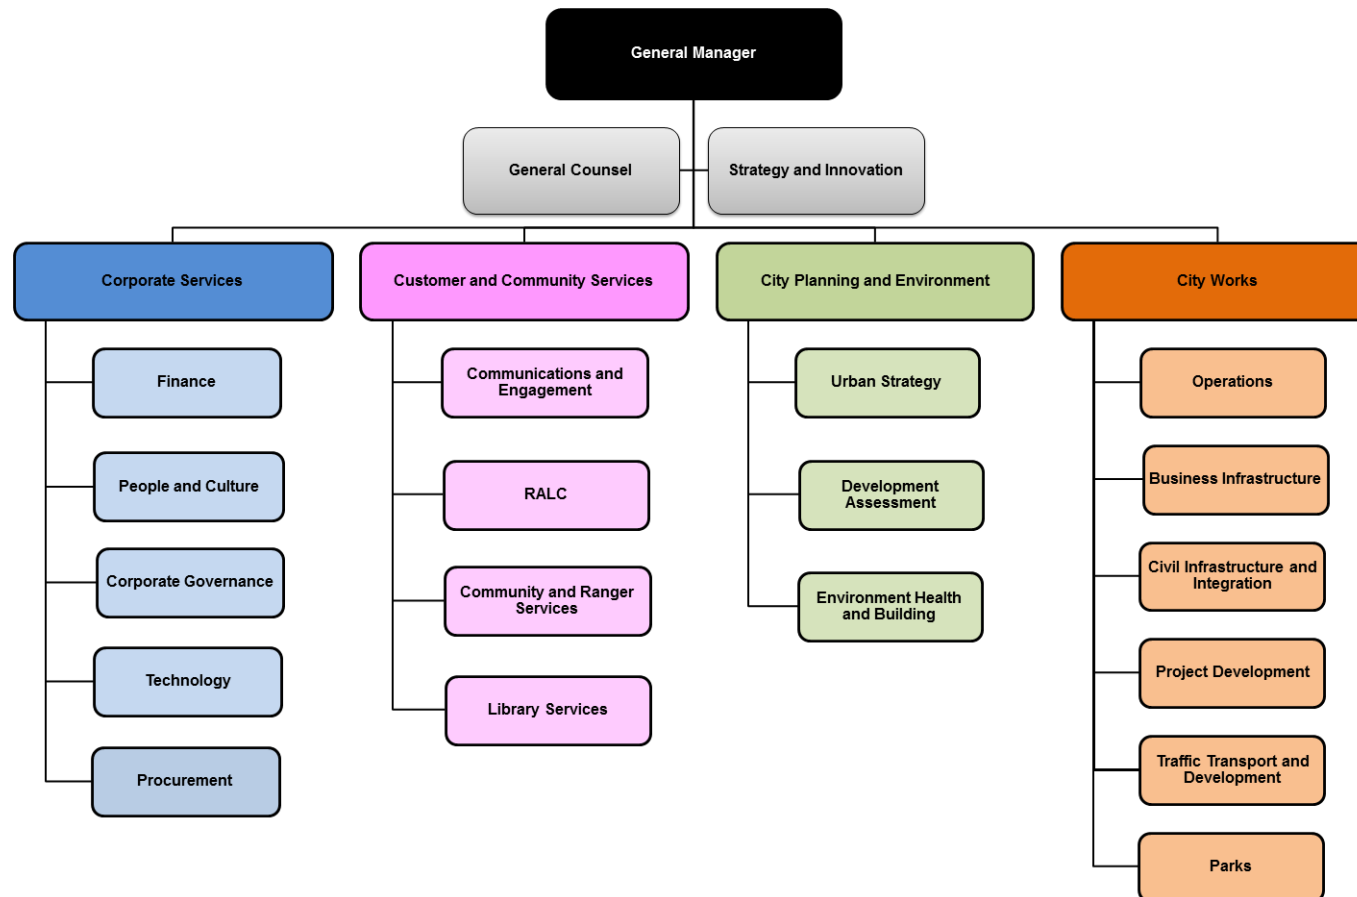 General Manager
General Counsel
Strategy and Innovation
Corporate Services
Customer and Community Services
City Planning and Environment
City Works
Finance
People and Culture
Corporate Governance
Technology
Procurement
Communications and
Engagement
RALC
Community and Ranger
Services
Library Services
Urban Strategy
Development
Assessment
Environment Health
and Building
Operations
Business Infrastructure
Civil Infrastructure and
Integration
Project Development
Traffic Transport and
Development
Parks